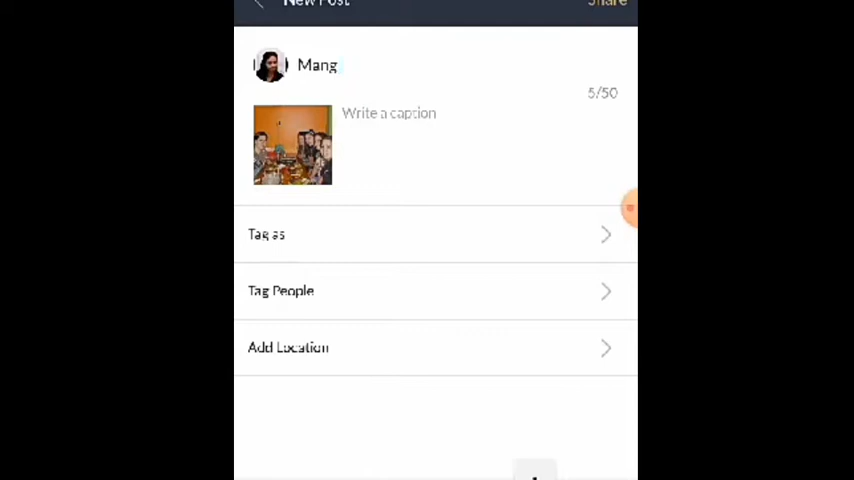 New Post Share
Mang
5/50
Write a caption
Tag as
Tag People
Add Location